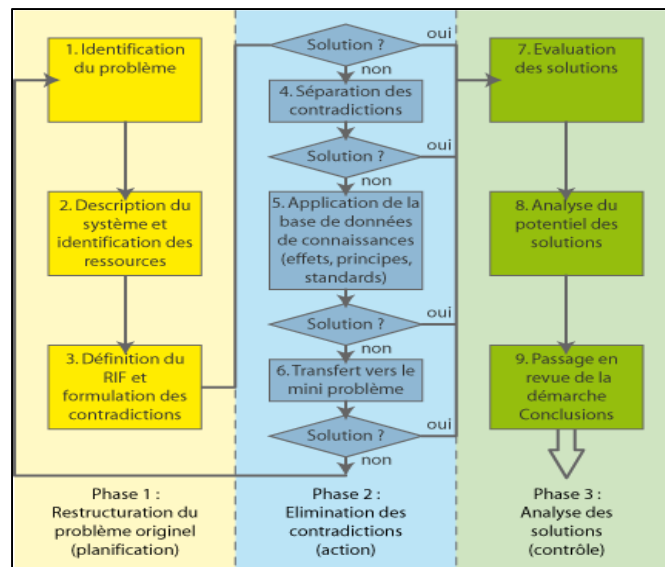 1. Identification
du problème
2. Description du
système et
identification des
ressources
3. Définition du
RIF et
formulation des
contradictions
Phase 1 :
Restructuration du
problème originel
(planification)
Solution ?
oui
non
4. Séparation des
contradictions
Solution ?
oui
non
5. Application de la
base de données
de connaissances
(effets, principes,
standards)
Solution ?
oui
non
6. Transfert vers le
mini problème
Solution ?
oui
non
Phase 2 :
Elimination des
contradictions
(action)
7. Evaluation
des solutions
8. Analyse du
potentiel des
solutions
9. Passage en
revue de la
démarche
Conclusions
Phase 3 :
Analyse des
solutions
(contrôle)